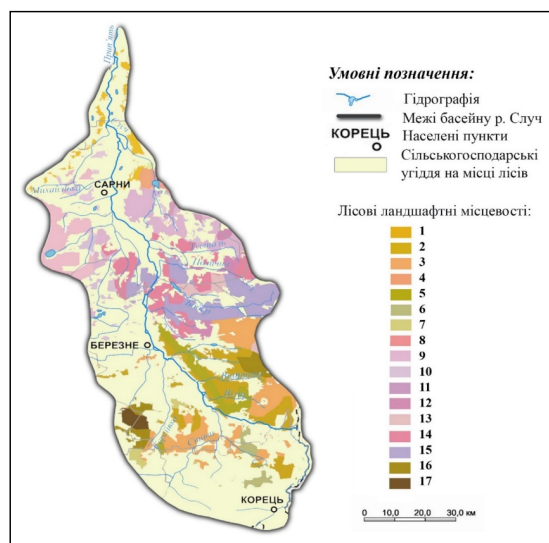 Прип'ять
Умовні позначення:
Гідрографія
Межі басейну р. Случ
КОРЕЦЬ
Населені пункти
Сільськогосподарські
угіддя на місці лісів
САРНИ
Лісові ландшафтні місцевості:
1
2
3
4
5
6
7
8
9
10
11
12
13
14
15
16
17
БЕРЕЗНЕ
КОРЕЦЬ
0 10,0 20,0 30,0 км